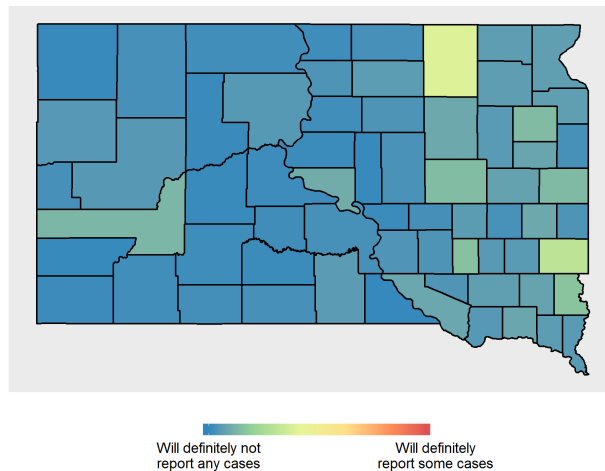 Will definitely not
report any cases
Will definitely
report some cases